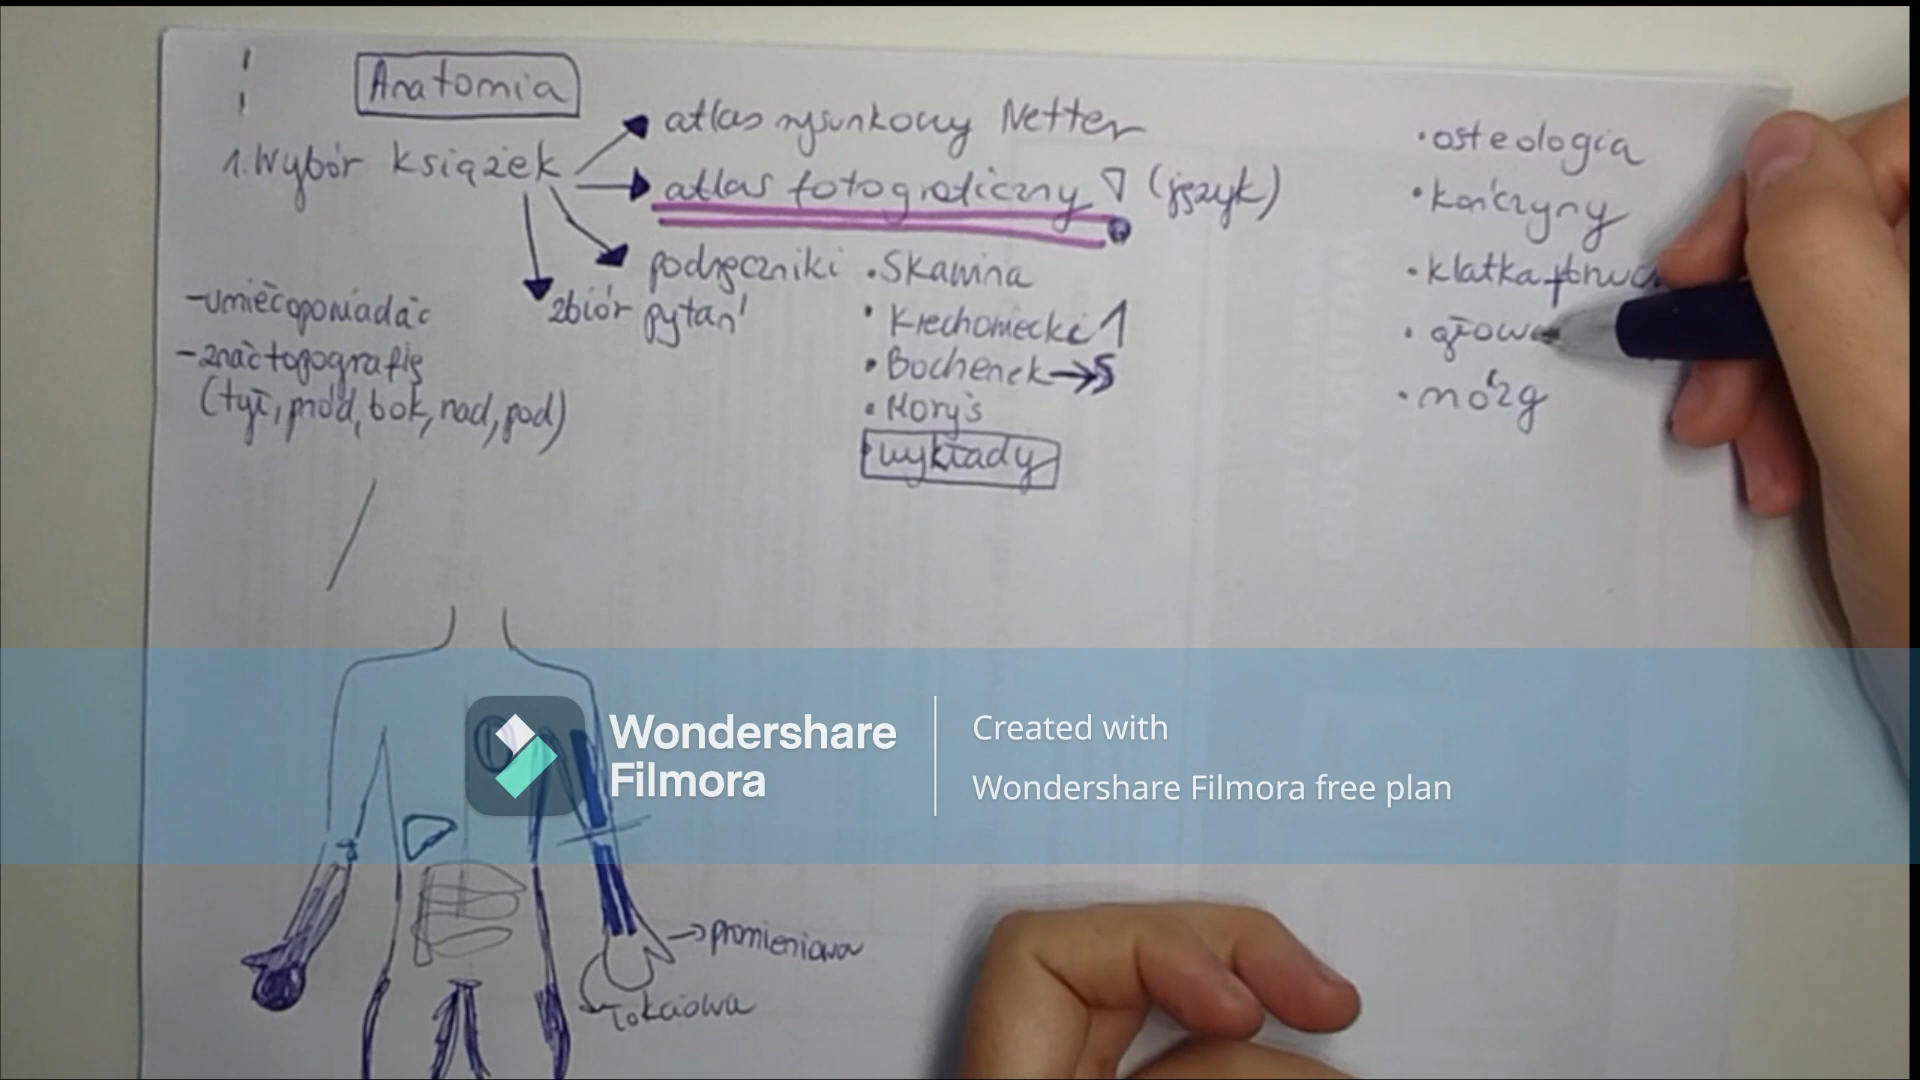 Anatomia
1. Wybór książek
atlas rysunkowy Netter
atlas fotograficzny (język)
podręczniki • Skawina
• Krechowiecki 1
• Bochenek → 5
• Moryś
wykłady
zbiór pytań
- umieć opowiadać
- znać topografię
(tył, przód, bok, nad, pod)
• osteologia
• kończyny
• klatka
• głowa
• mózg
→ promieniowa
łokciowa
Wondershare
Filmora
Created with
Wondershare Filmora free plan